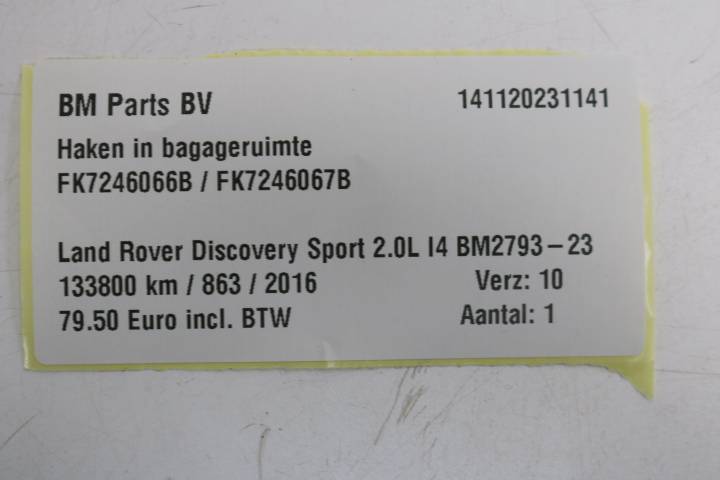 BM Parts BV 141120231141
Haken in bagageruimte
FK7246066B / FK7246067B
Land Rover Discovery Sport 2.0L I4 BM2793-23
133800 km / 863 / 2016 Verz: 10
79.50 Euro incl. BTW Aantal: 1